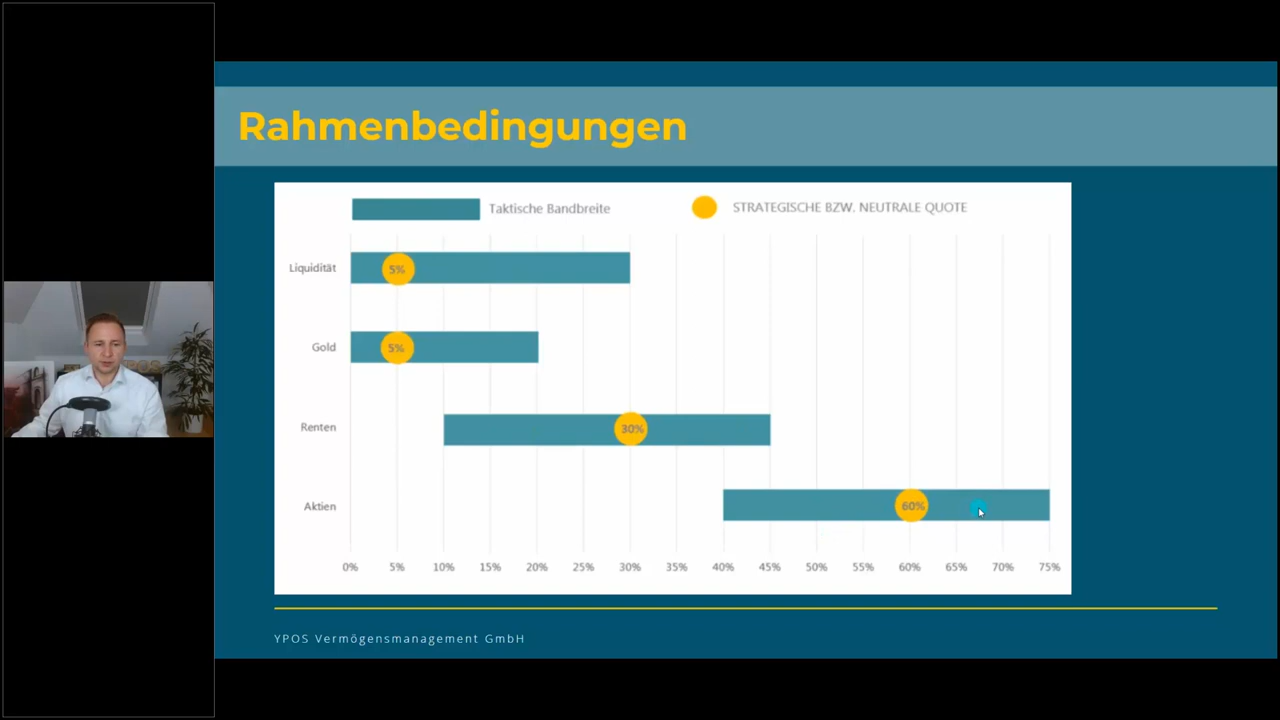 Rahmenbedingungen
Taktische Bandbreite
STRATEGISCHE BZW. NEUTRALE QUOTE
Liquidität
5%
Gold
5%
Renten
30%
Aktien
60%
0% 5% 10% 15% 20% 25% 30% 35% 40% 45% 50% 55% 60% 65% 70% 75%
YPOS Vermögensmanagement GmbH